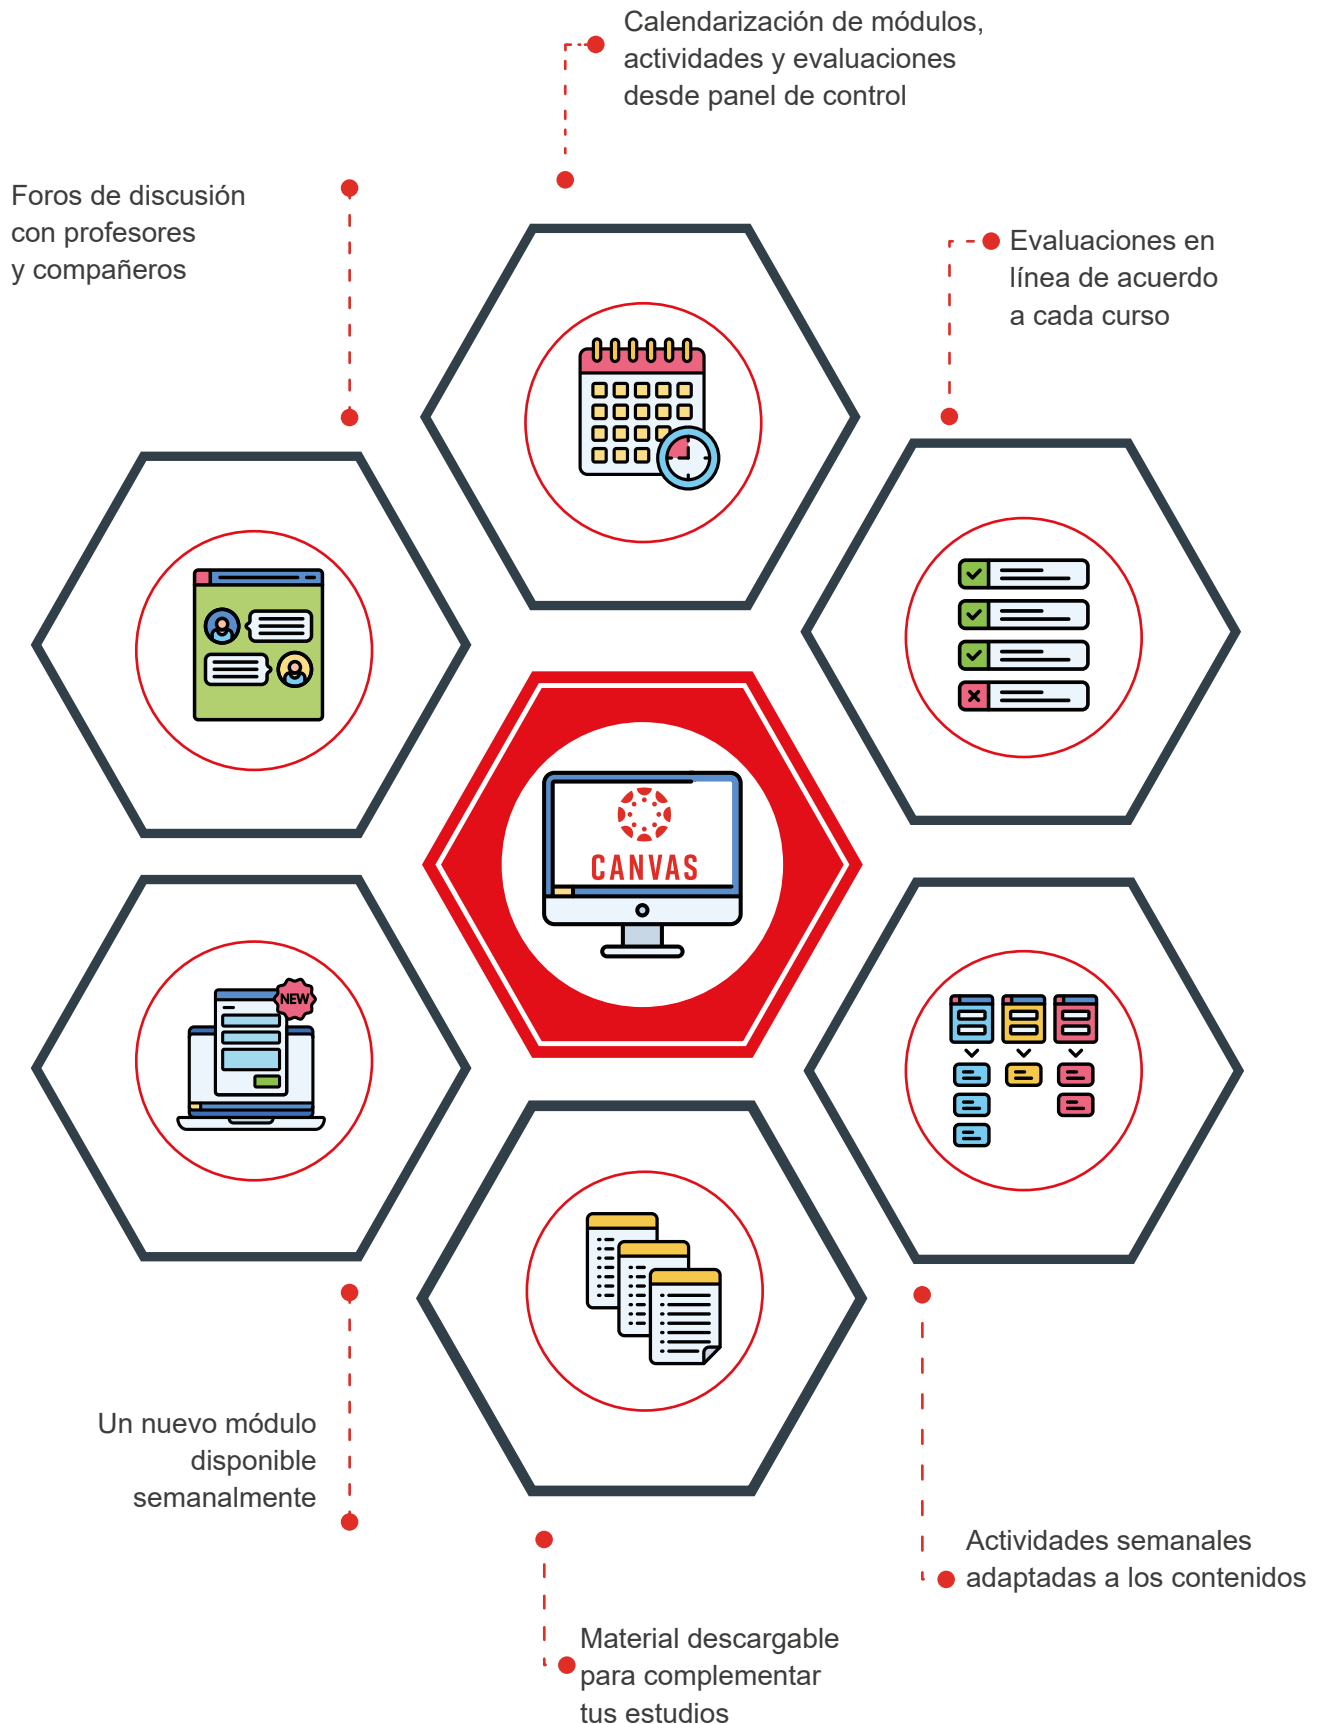 Calendarización de módulos,
actividades y evaluaciones
desde panel de control
Foros de discusión
con profesores
y compañeros
Evaluaciones en
línea de acuerdo
a cada curso
CANVAS
NEW
Un nuevo módulo
disponible
semanalmente
Actividades semanales
adaptadas a los contenidos
Material descargable
para complementar
tus estudios